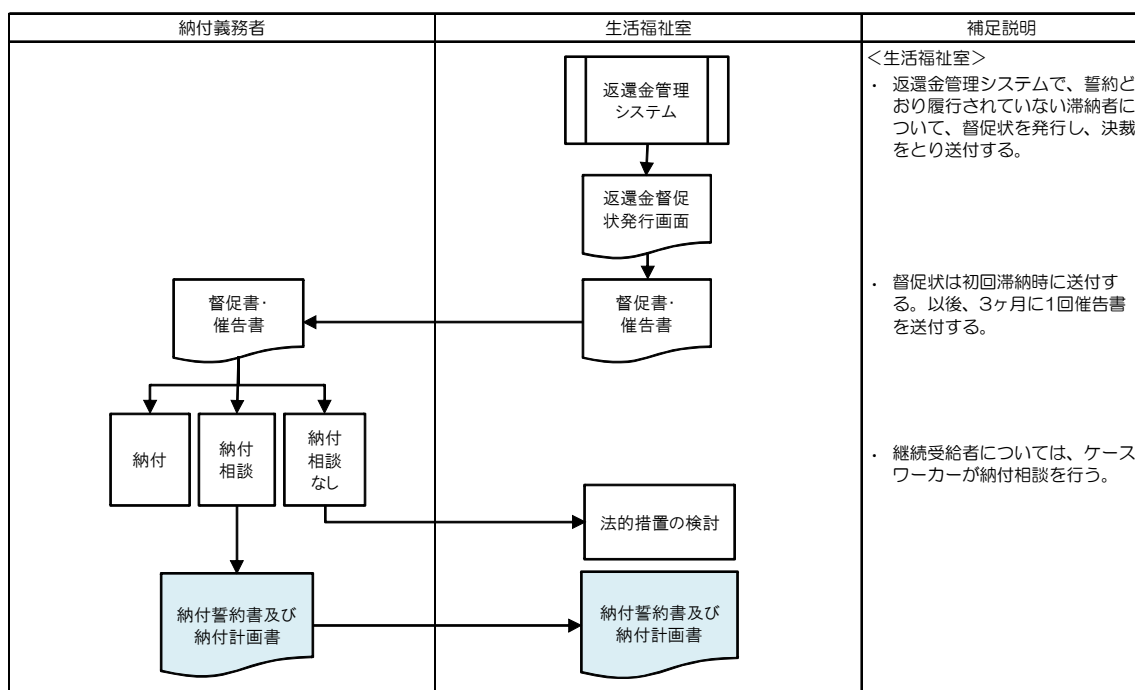 納付義務者
生活福祉室
補足説明
返還金管理
システム
返還金督促
状発行画面
督促書・
催告書
督促書・
催告書
納付
納付
相談
納付
相談
なし
法的措置の検討
納付誓約書及び
納付計画書
納付誓約書及び
納付計画書
＜生活福祉室＞
・ 返還金管理システムで、誓約ど
おり履行されていない滞納者に
ついて、督促状を発行し、決裁
をとり送付する。
・ 督促状は初回滞納時に送付す
る。以後、3ヶ月に1回催告書
を送付する。
・ 継続受給者については、ケース
ワーカーが納付相談を行う。